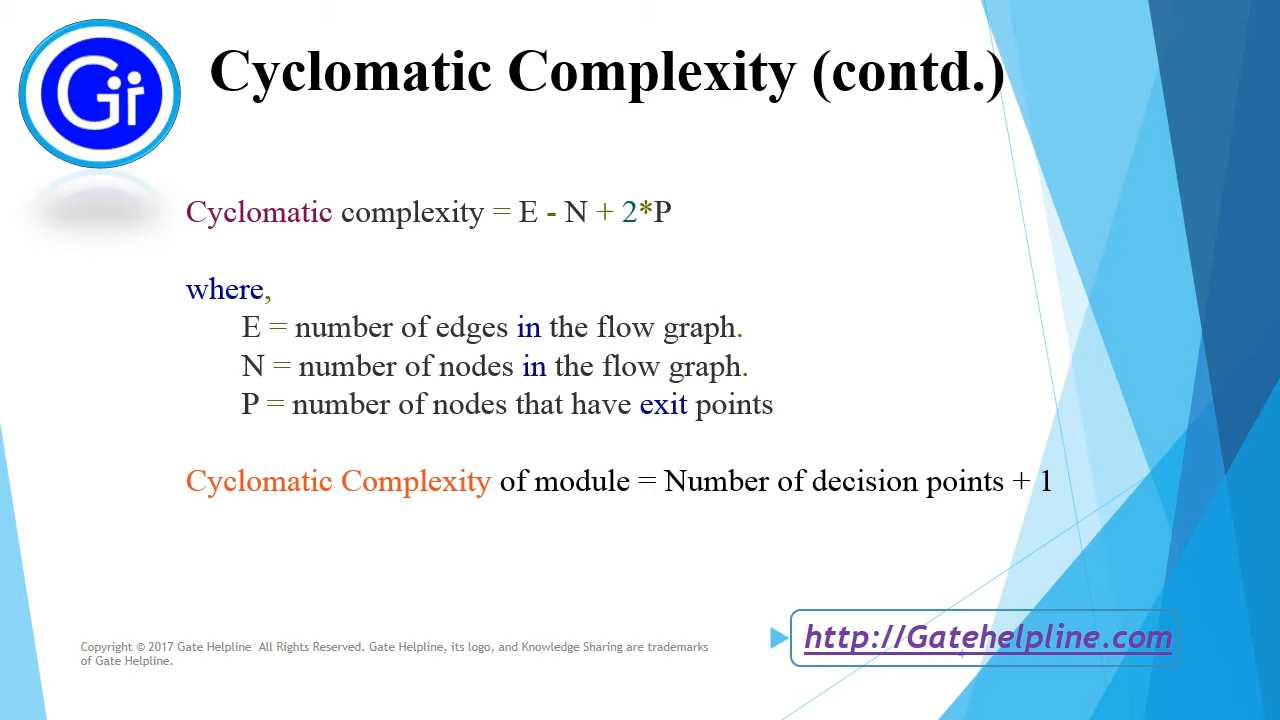 Cyclomatic Complexity (contd.)
Cyclomatic complexity = E - N + 2*P
where,
E = number of edges in the flow graph.
N = number of nodes in the flow graph.
P = number of nodes that have exit points
Cyclomatic Complexity of module = Number of decision points + 1
http://Gatehelpline.com
Copyright © 2017 Gate Helpline All Rights Reserved. Gate Helpline, its logo, and Knowledge Sharing are trademarks
of Gate Helpline.